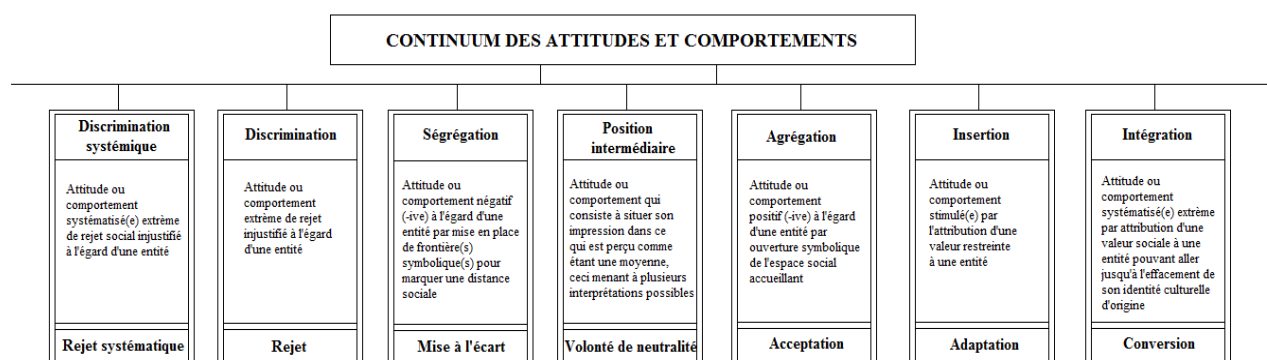 CONTINUUM DES ATTITUDES ET COMPORTEMENTS
Discrimination
systémique
Attitude ou
comportement
systématisé(e) extrême
de rejet social injustifié
à l'égard d'une entité
Rejet systématique
Discrimination
Attitude ou
comportement
extrême de rejet
injustifié à l'égard
d'une entité
Rejet
Ségrégation
Attitude ou
comportement négatif
(-ive) à l'égard d'une
entité par mise en place
de frontière(s)
symbolique(s) pour
marquer une distance
sociale
Mise à l'écart
Position
intermédiaire
Attitude ou
comportement qui
consiste à situer son
impression dans ce
qui est perçu comme
étant une moyenne,
ceci menant à plusieurs
interprétations possibles
Volonté de neutralité
Agrégation
Attitude ou
comportement
positif (-ive) à l'égard
d'une entité par
ouverture symbolique
de l'espace social
accueillant
Acceptation
Insertion
Attitude ou
comportement
stimulé(e) par
l'attribution d'une
valeur restreinte
à une entité
Adaptation
Intégration
Attitude ou
comportement
systématisé(e) extrême
par attribution d'une
valeur sociale à une
entité pouvant aller
jusqu'à l'effacement de
son identité culturelle
d'origine
Conversion